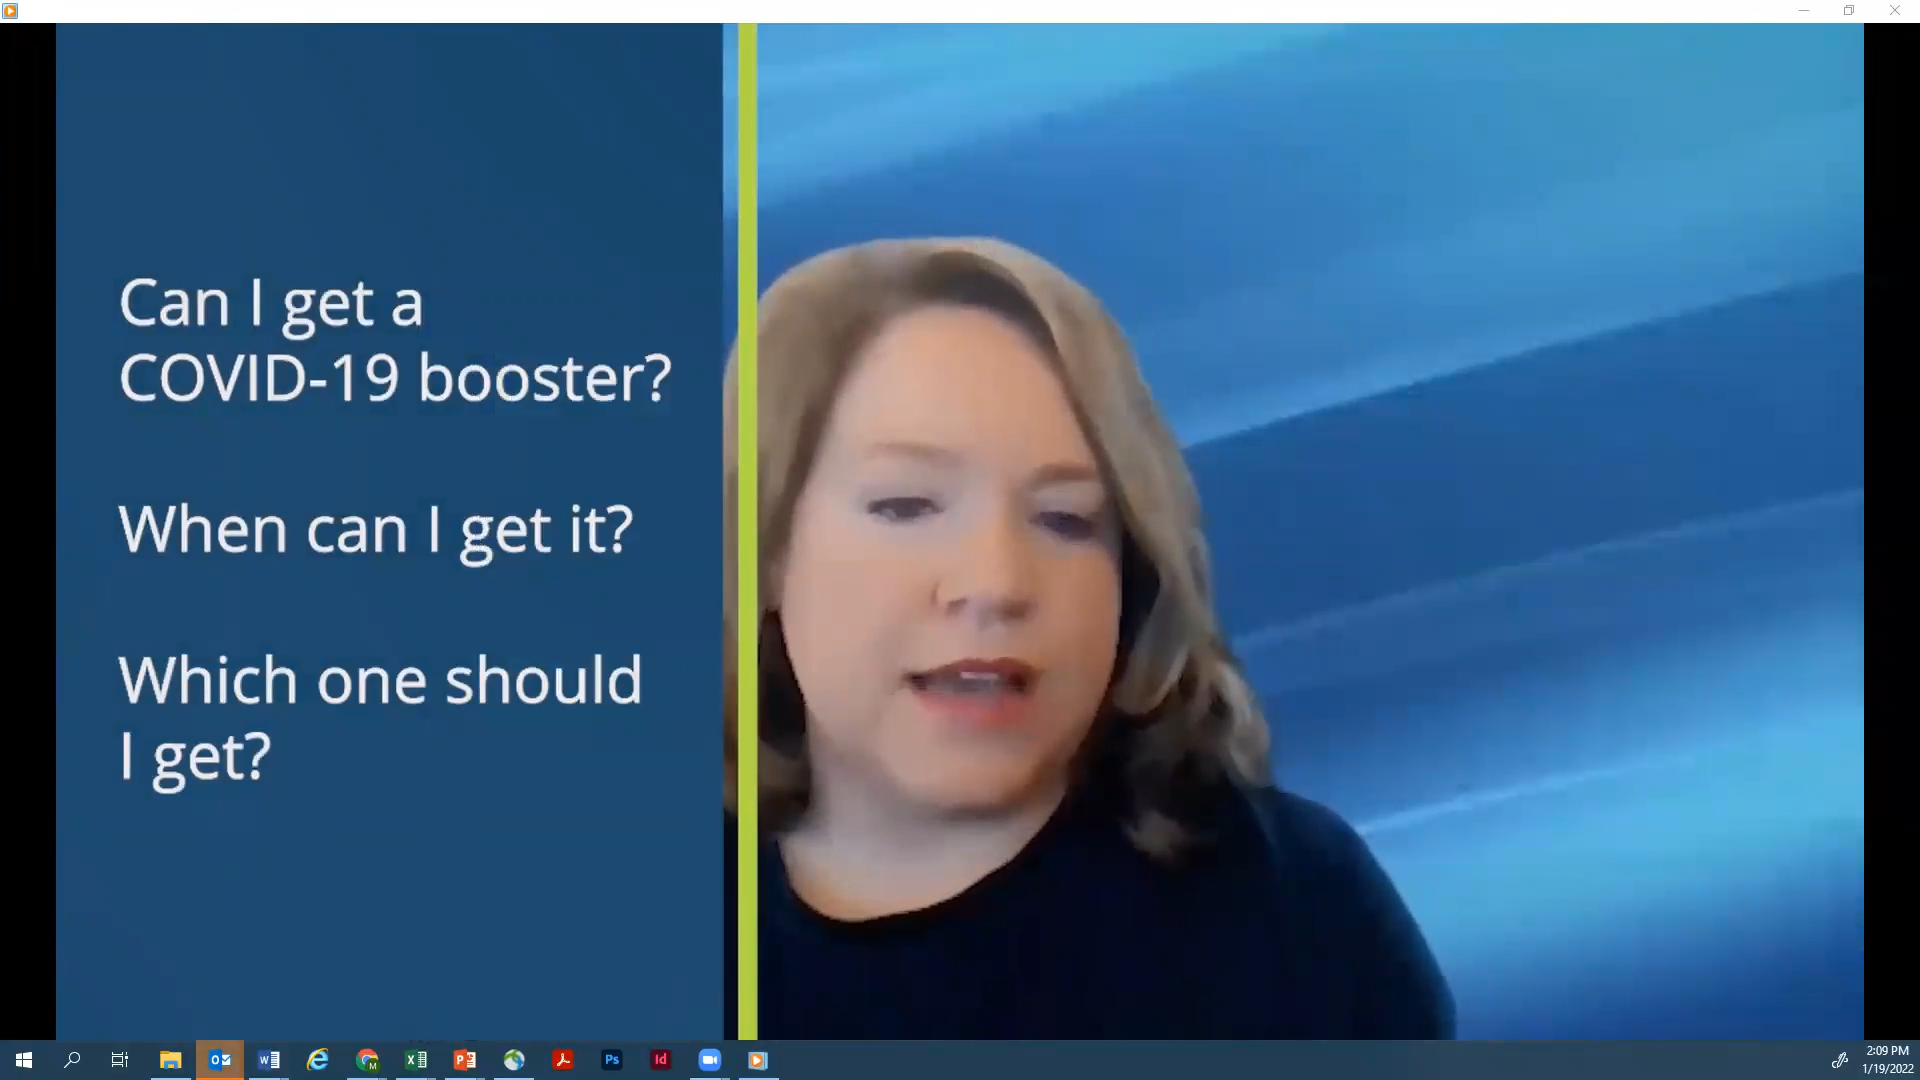 Can I get a
COVID-19 booster?
When can I get it?
Which one should
I get?
2:09 PM
1/19/2022